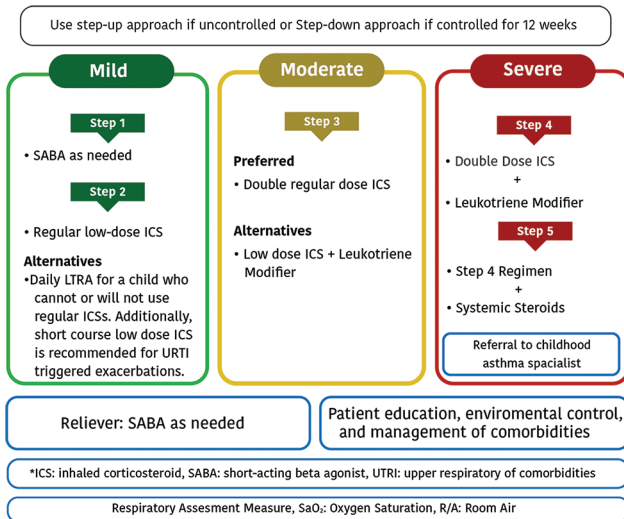 Use step-up approach if uncontrolled or Step-down approach if controlled for 12 weeks
Mild
Step 1
• SABA as needed
Step 2
• Regular low-dose ICS
Alternatives
•Daily LTRA for a child who
cannot or will not use
regular ICSs. Additionally,
short course low dose ICS
is recommended for URTI
triggered exacerbations.
Moderate
Step 3
Preferred
• Double regular dose ICS
Alternatives
• Low dose ICS + Leukotriene
Modifier
Severe
Step 4
• Double Dose ICS
+
• Leukotriene Modifier
Step 5
• Step 4 Regimen
+
• Systemic Steroids
Referral to childhood
asthma spacialist
Reliever: SABA as needed
Patient education, enviromental control,
and management of comorbidities
*ICS: inhaled corticosteroid, SABA: short-acting beta agonist, UTRI: upper respiratory of comorbidities
Respiratory Assesment Measure, SaO₂: Oxygen Saturation, R/A: Room Air